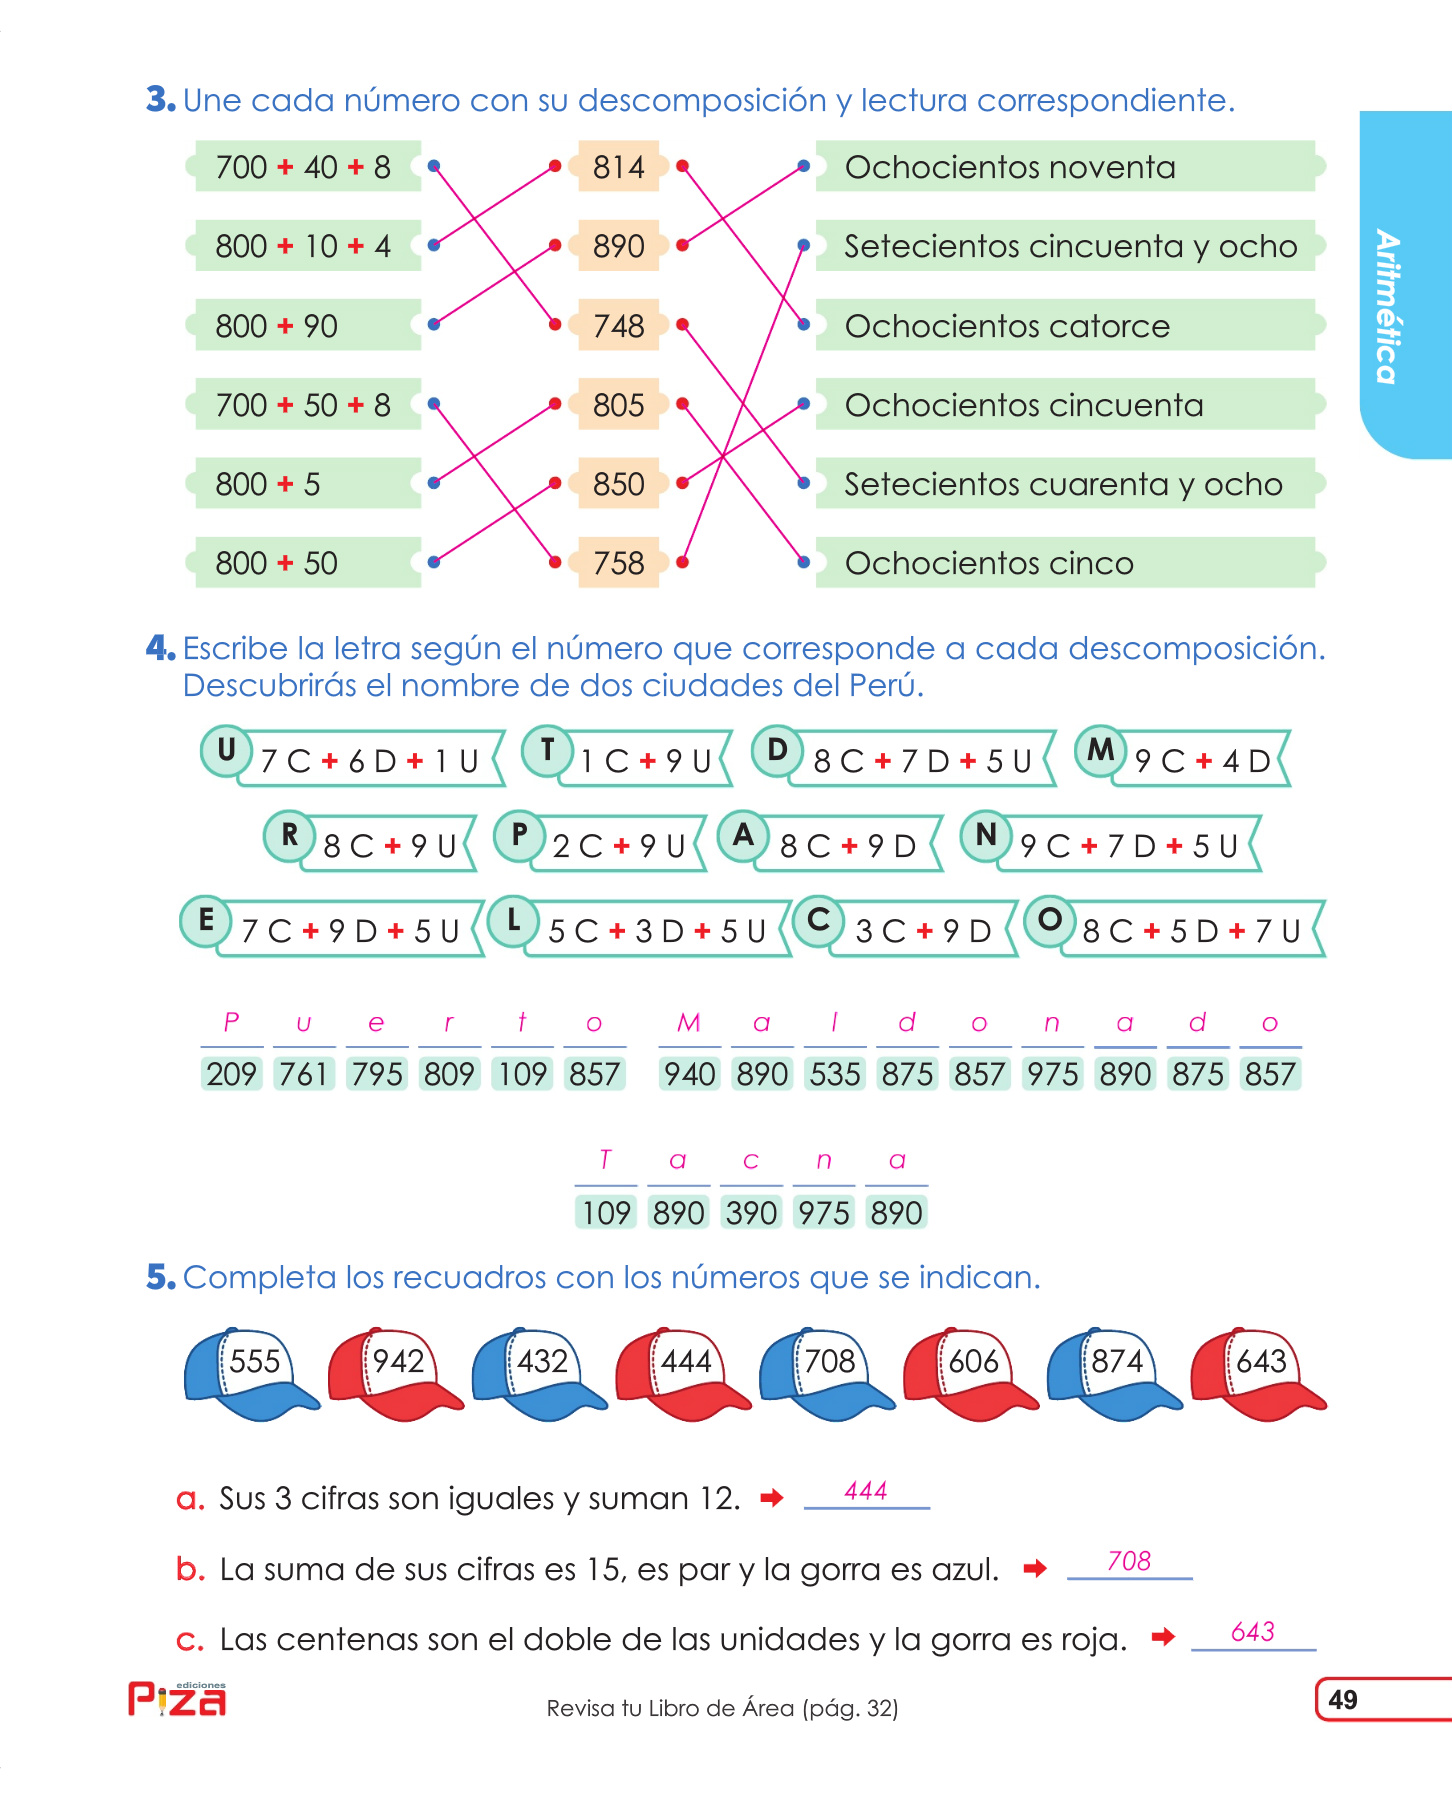 3. Une cada número con su descomposición y lectura correspondiente.
700 + 40 + 8 814 Ochocientos noventa
800 + 10 + 4 890 Setecientos cincuenta y ocho
800 + 90 748 Ochocientos catorce
700 + 50 + 8 805 Ochocientos cincuenta
800 + 5 850 Setecientos cuarenta y ocho
800 + 50 758 Ochocientos cinco
Aritmética
4. Escribe la letra según el número que corresponde a cada descomposición.
Descubrirás el nombre de dos ciudades del Perú.
U 7 C + 6 D + 1 U T 1 C + 9 U D 8 C + 7 D + 5 U M 9 C + 4 D
R 8 C + 9 U P 2 C + 9 U A 8 C + 9 D N 9 C + 7 D + 5 U
E 7 C + 9 D + 5 U L 5 C + 3 D + 5 U C 3 C + 9 D O 8 C + 5 D + 7 U
P u e r t o M a l d o n a d o
209 761 795 809 109 857 940 890 535 875 857 975 890 875 857
T a c n a
109 890 390 975 890
5. Completa los recuadros con los números que se indican.
555 942 432 444 708 606 874 643
a. Sus 3 cifras son iguales y suman 12. 444
b. La suma de sus cifras es 15, es par y la gorra es azul. 708
c. Las centenas son el doble de las unidades y la gorra es roja. 643
ediciones
Piza
Revisa tu Libro de Área (pág. 32)
49